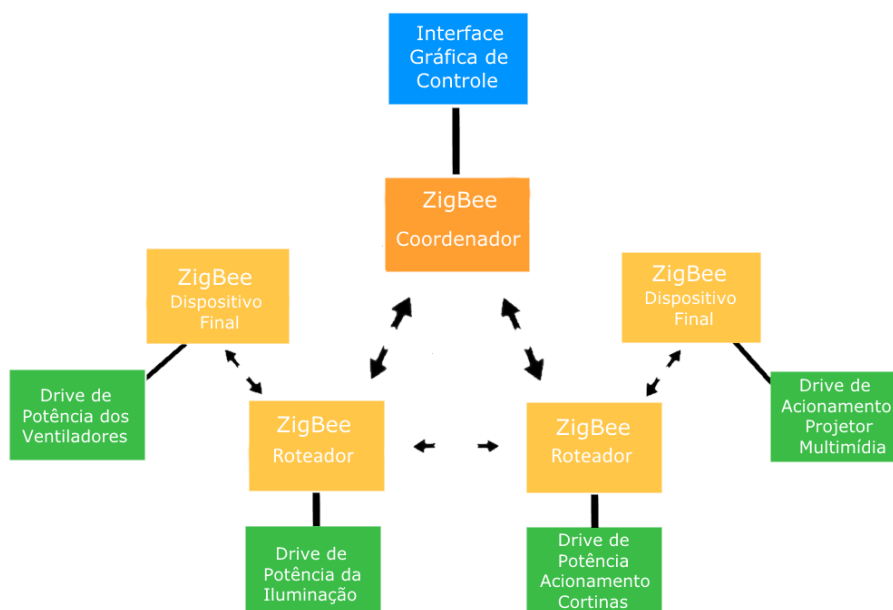 Interface
Gráfica de
Controle
ZigBee
Coordenador
ZigBee
Dispositivo
Final
ZigBee
Dispositivo
Final
Drive de
Potência dos
Ventiladores
Drive de
Acionamento
Projetor
Multimídia
ZigBee
Roteador
ZigBee
Roteador
Drive de
Potência da
Iluminação
Drive de
Potência
Acionamento
Cortinas